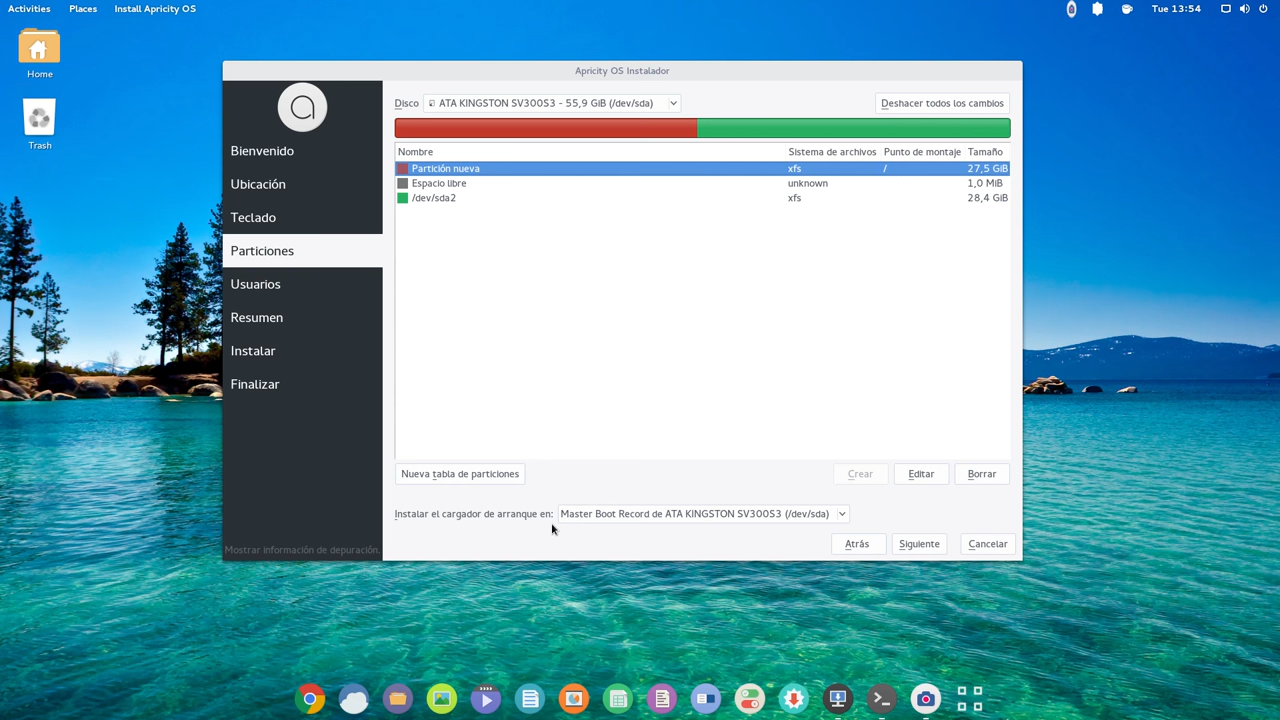 Activities Places Install Apricity OS Tue 13:54
Home
Trash
Apricity OS Instalador
Bienvenido
Ubicación
Teclado
Particiones
Usuarios
Resumen
Instalar
Finalizar
Mostrar información de depuración.
Disco ATA KINGSTON SV300S3 - 55,9 GiB (/dev/sda) Deshacer todos los cambios
Nombre Sistema de archivos Punto de montaje Tamaño
Partición nueva xfs / 27,5 GiB
Espacio libre unknown 1,0 MiB
/dev/sda2 xfs 28,4 GiB
Nueva tabla de particiones Crear Editar Borrar
Instalar el cargador de arranque en: Master Boot Record de ATA KINGSTON SV300S3 (/dev/sda)
Atrás Siguiente Cancelar